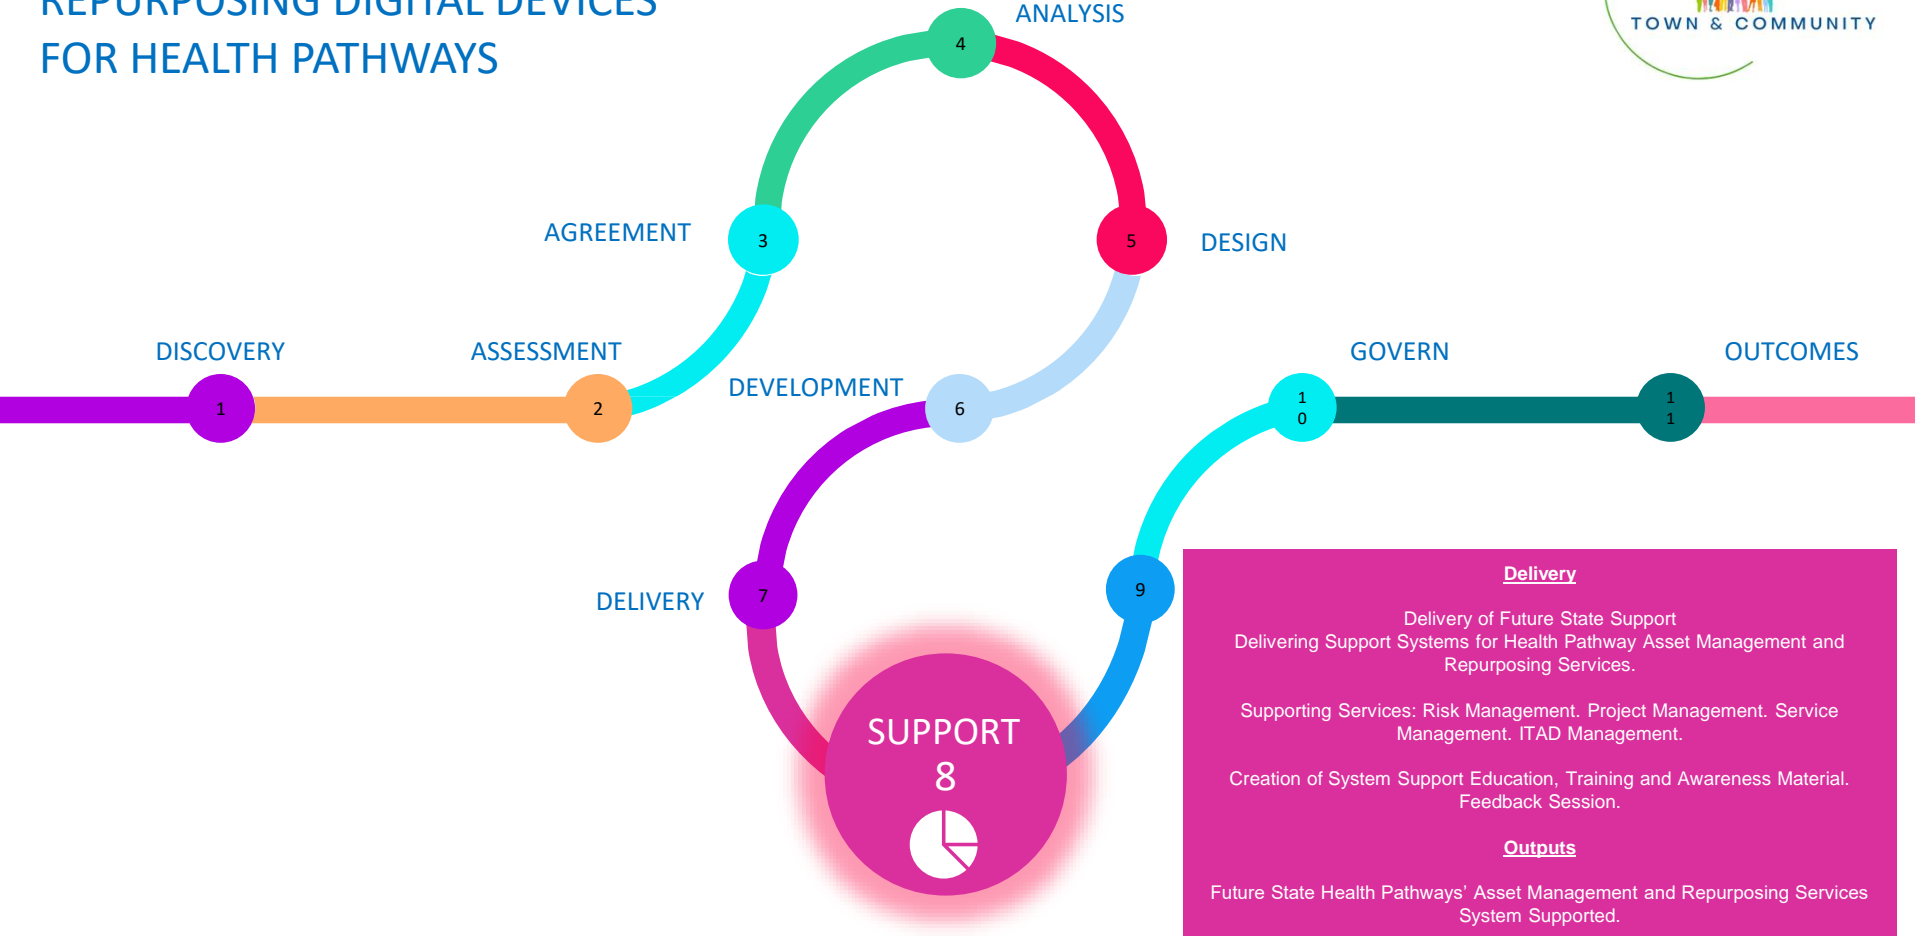 REPURPOSING DIGITAL DEVICES
FOR HEALTH PATHWAYS
TOWN & COMMUNITY
ANALYSIS
4
AGREEMENT
3
5
DESIGN
DISCOVERY
ASSESSMENT
GOVERN
OUTCOMES
DEVELOPMENT
1
2
6
1
0
1
1
DELIVERY
7
9
SUPPORT
8
Delivery
Delivery of Future State Support
Delivering Support Systems for Health Pathway Asset Management and
Repurposing Services.
Supporting Services: Risk Management. Project Management. Service
Management. ITAD Management.
Creation of System Support Education, Training and Awareness Material.
Feedback Session.
Outputs
Future State Health Pathways’ Asset Management and Repurposing Services
System Supported.